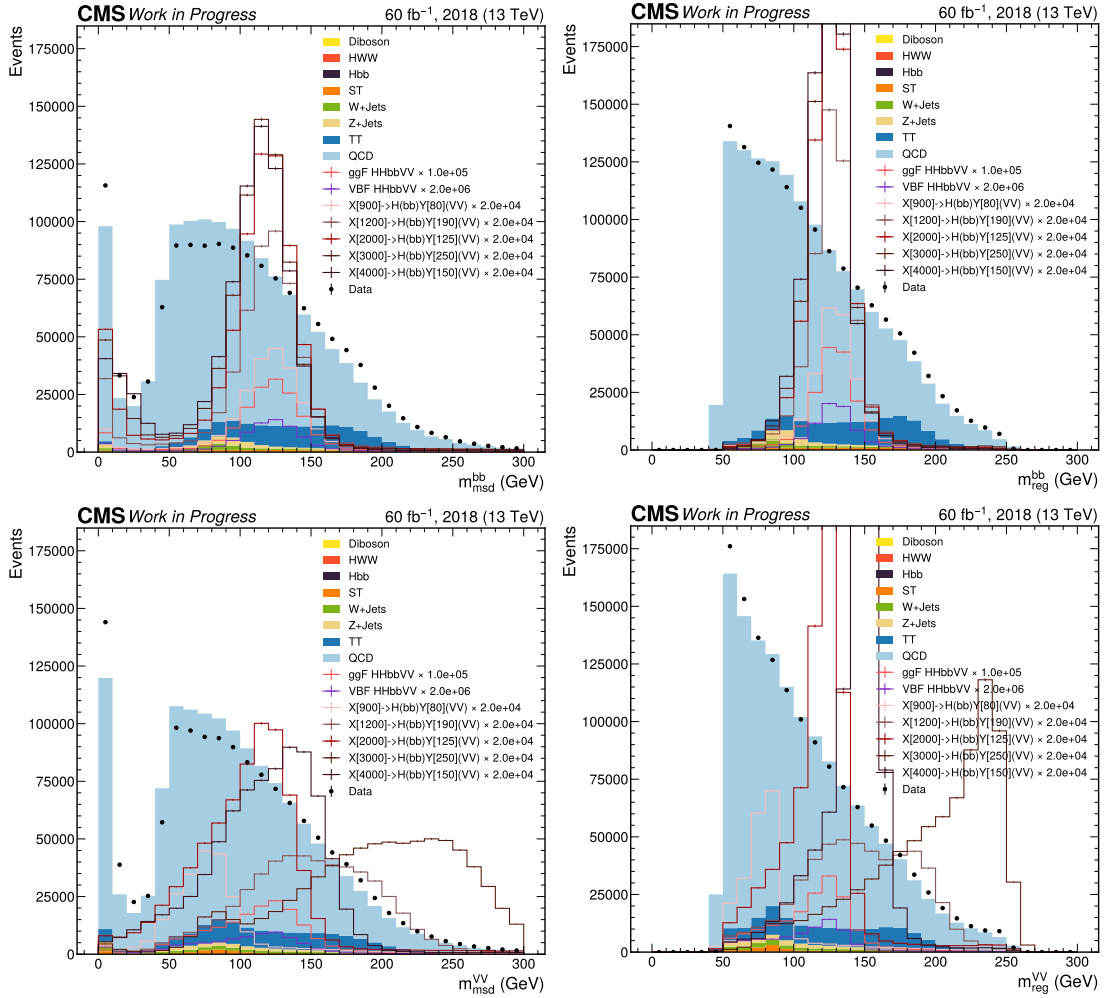 CMS Work in Progress 60 fb⁻¹, 2018 (13 TeV)
Events
175000
150000
125000
100000
75000
50000
25000
0
Diboson
HWW
Hbb
ST
W+Jets
Z+Jets
TT
QCD
ggF HHbbVV × 1.0e+05
VBF HHbbVV × 2.0e+06
X[900]->H(bb)Y[80](VV) × 2.0e+04
X[1200]->H(bb)Y[190](VV) × 2.0e+04
X[2000]->H(bb)Y[125](VV) × 2.0e+04
X[3000]->H(bb)Y[250](VV) × 2.0e+04
X[4000]->H(bb)Y[150](VV) × 2.0e+04
Data
0 50 100 150 200 250 300
m^bb_msd (GeV)
CMS Work in Progress 60 fb⁻¹, 2018 (13 TeV)
Events
175000
150000
125000
100000
75000
50000
25000
0
Diboson
HWW
Hbb
ST
W+Jets
Z+Jets
TT
QCD
ggF HHbbVV × 1.0e+05
VBF HHbbVV × 2.0e+06
X[900]->H(bb)Y[80](VV) × 2.0e+04
X[1200]->H(bb)Y[190](VV) × 2.0e+04
X[2000]->H(bb)Y[125](VV) × 2.0e+04
X[3000]->H(bb)Y[250](VV) × 2.0e+04
X[4000]->H(bb)Y[150](VV) × 2.0e+04
Data
0 50 100 150 200 250 300
m^bb_reg (GeV)
CMS Work in Progress 60 fb⁻¹, 2018 (13 TeV)
Events
175000
150000
125000
100000
75000
50000
25000
0
Diboson
HWW
Hbb
ST
W+Jets
Z+Jets
TT
QCD
ggF HHbbVV × 1.0e+05
VBF HHbbVV × 2.0e+06
X[900]->H(bb)Y[80](VV) × 2.0e+04
X[1200]->H(bb)Y[190](VV) × 2.0e+04
X[2000]->H(bb)Y[125](VV) × 2.0e+04
X[3000]->H(bb)Y[250](VV) × 2.0e+04
X[4000]->H(bb)Y[150](VV) × 2.0e+04
Data
0 50 100 150 200 250 300
m^VV_msd (GeV)
CMS Work in Progress 60 fb⁻¹, 2018 (13 TeV)
Events
175000
150000
125000
100000
75000
50000
25000
0
Diboson
HWW
Hbb
ST
W+Jets
Z+Jets
TT
QCD
ggF HHbbVV × 1.0e+05
VBF HHbbVV × 2.0e+06
X[900]->H(bb)Y[80](VV) × 2.0e+04
X[1200]->H(bb)Y[190](VV) × 2.0e+04
X[2000]->H(bb)Y[125](VV) × 2.0e+04
X[3000]->H(bb)Y[250](VV) × 2.0e+04
X[4000]->H(bb)Y[150](VV) × 2.0e+04
Data
0 50 100 150 200 250 300
m^VV_reg (GeV)